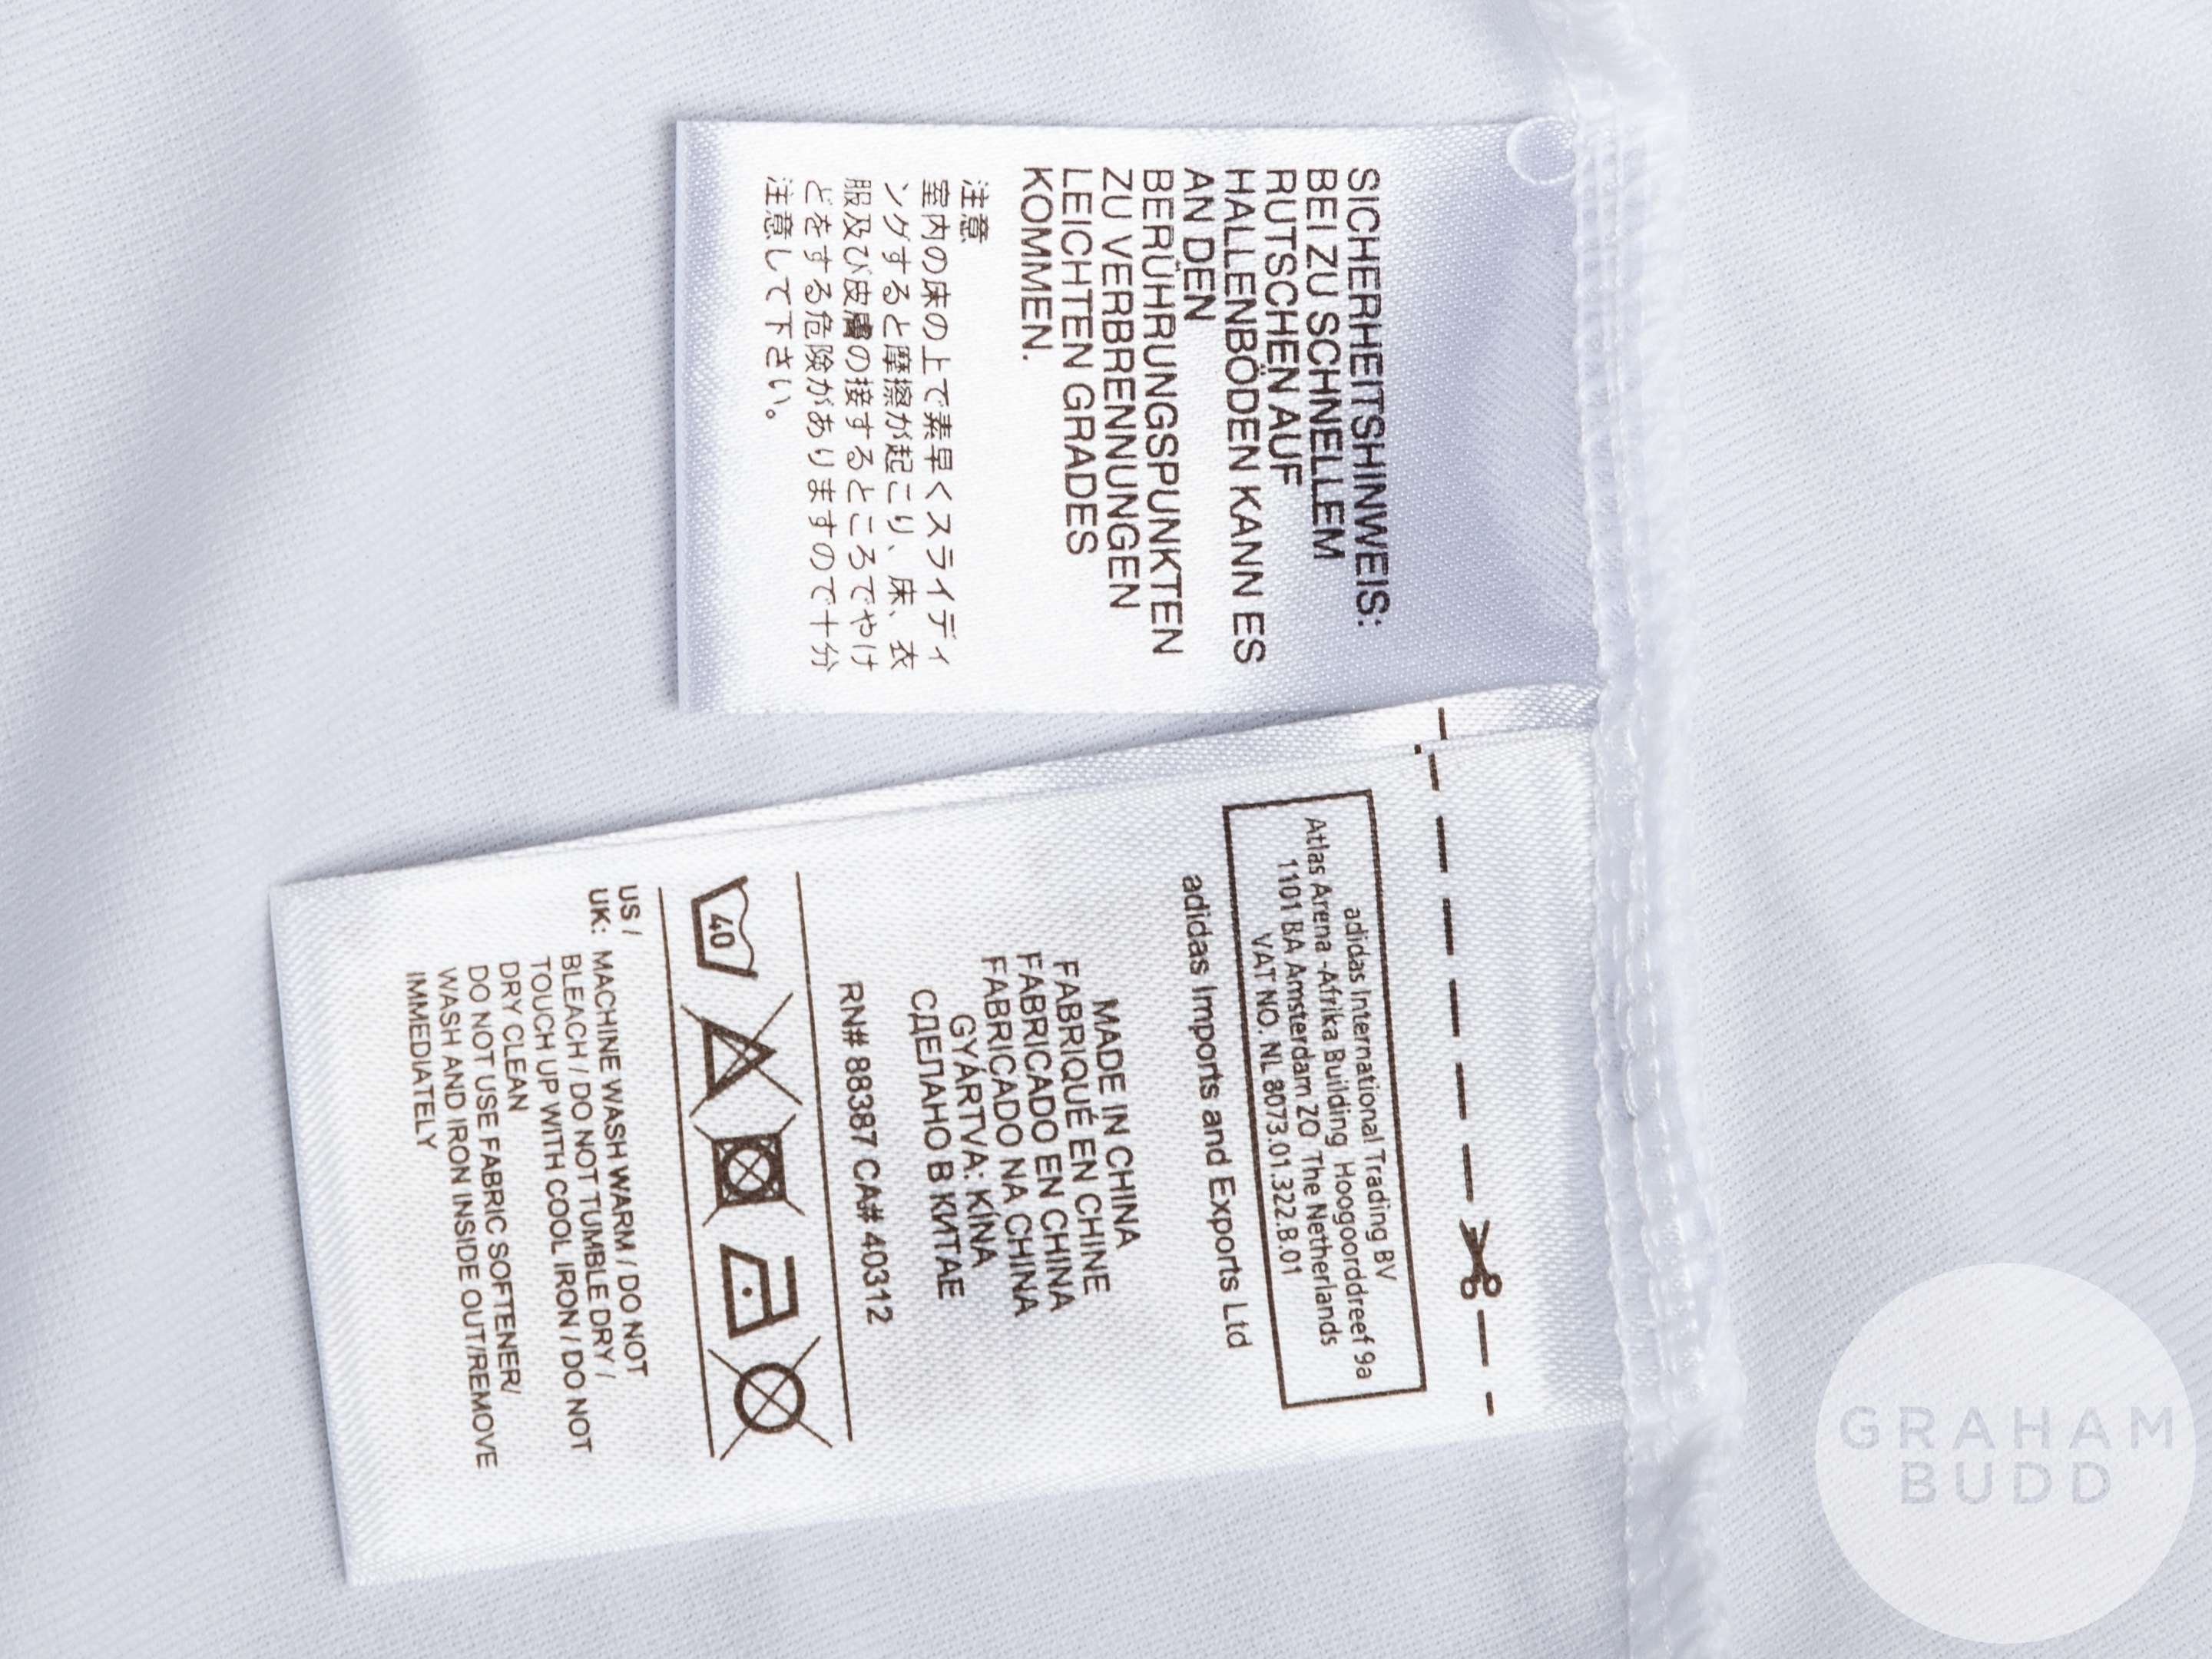 SICHERHEITSHINWEIS:
BEI ZU SCHNELLEM
RUTSCHEN AUF
HALLENBÖDEN KANN ES
AN DEN
BERÜHRUNGSPUNKTEN
ZU VERBRENNUNGEN
LEICHTEN GRADES
KOMMEN.
注意
室内の床の上で素早くスライディ
ングすると摩擦が起こり、床、衣
服及び皮膚の接するところでやけ
どをする危険がありますので十分
注意して下さい。
adidas International Trading BV
Atlas Arena -Afrika Building Hoogoorddreef 9a
1101 BA Amsterdam ZO The Netherlands
VAT NO. NL 8073.01.322.B.01
adidas Imports and Exports Ltd
MADE IN CHINA
FABRIQUÉ EN CHINE
FABRICADO EN CHINA
FABRICADO NA CHINA
GYÁRTVA: KÍNA
СДЕЛАНО В КИТАЕ
RN# 88387 CA# 40312
40
US /
UK: MACHINE WASH WARM / DO NOT
BLEACH / DO NOT TUMBLE DRY /
TOUCH UP WITH COOL IRON / DO NOT
DRY CLEAN
DO NOT USE FABRIC SOFTENER/
WASH AND IRON INSIDE OUT/REMOVE
IMMEDIATELY
GRAHAM
BUDD